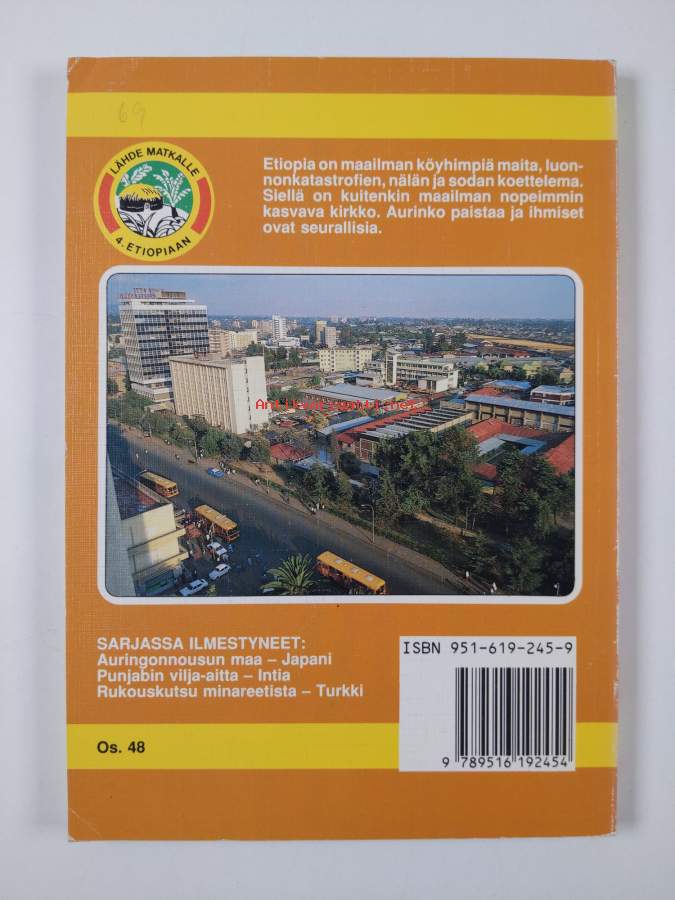 69
LÄHDE MATKALLE
4. ETIOPIAAN
Etiopia on maailman köyhimpiä maita, luon-
nonkatastrofien, nälän ja sodan koettelema.
Siellä on kuitenkin maailman nopeimmin
kasvava kirkko. Aurinko paistaa ja ihmiset
ovat seurallisia.
Antikvariaatti.net
SARJASSA ILMESTYNEET:
Auringonnousun maa – Japani
Punjabin vilja-aitta – Intia
Rukouskutsu minareetista – Turkki
Os. 48
ISBN 951-619-245-9
9 789516 192454